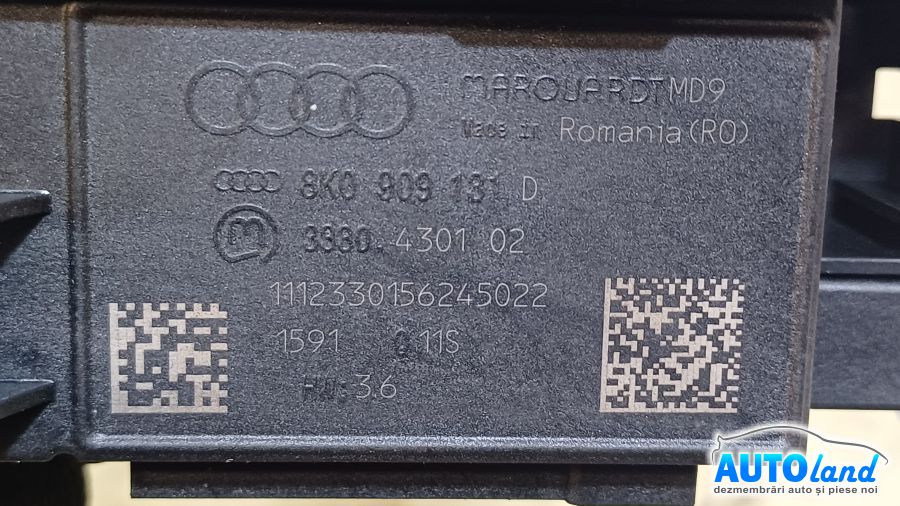 MARQUARDT MD9
Made in Romania (RO)
8K0 909 131 D
m 3330.4301 02
1112330156245022
1591 Q 11S
HW: 3.6
AUTOland
dezmembrări auto și piese noi